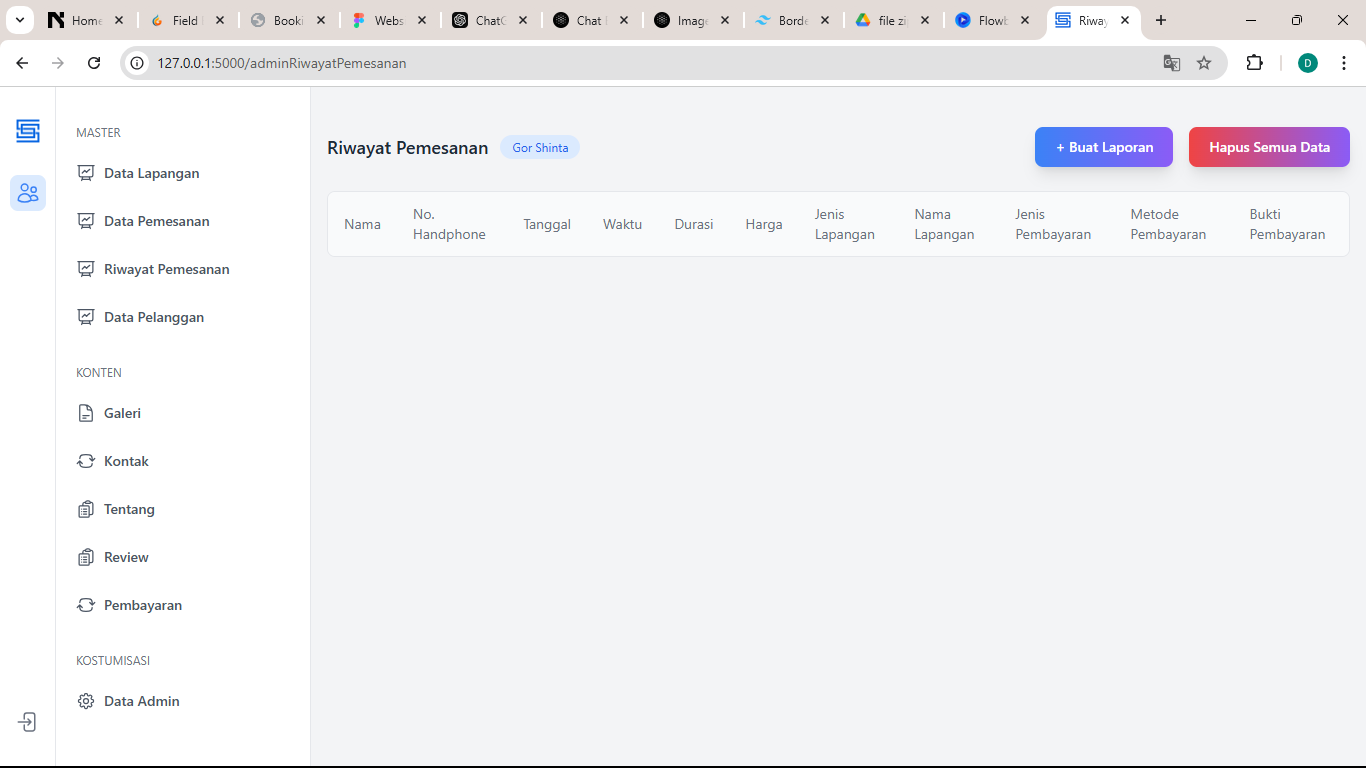 Home
Field
Booki
Webs
ChatG
Chat
Image
Borde
file zi
Flowb
Riway
127.0.0.1:5000/adminRiwayatPemesanan
D
MASTER
Data Lapangan
Data Pemesanan
Riwayat Pemesanan
Data Pelanggan
KONTEN
Galeri
Kontak
Tentang
Review
Pembayaran
KOSTUMISASI
Data Admin
Riwayat Pemesanan
Gor Shinta
+ Buat Laporan
Hapus Semua Data
Nama
No.
Handphone
Tanggal
Waktu
Durasi
Harga
Jenis
Lapangan
Nama
Lapangan
Jenis
Pembayaran
Metode
Pembayaran
Bukti
Pembayaran